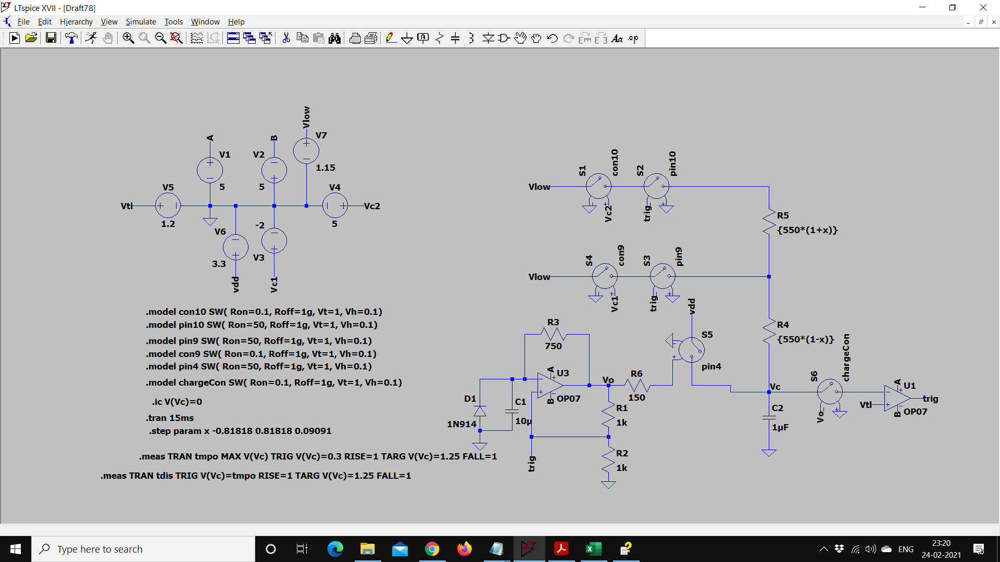 LTspice XVII - [Draft78]
File Edit Hierarchy View Simulate Tools Window Help
Vlow
V7
1.15
A
V1
5
B
V2
5
V5
Vtl
1.2
V4
Vc2
5
V6
3.3
vdd
-2
V3
Vc1
.model con10 SW( Ron=0.1, Roff=1g, Vt=1, Vh=0.1)
.model pin10 SW( Ron=50, Roff=1g, Vt=1, Vh=0.1)
.model pin9 SW( Ron=50, Roff=1g, Vt=1, Vh=0.1)
.model con9 SW( Ron=0.1, Roff=1g, Vt=1, Vh=0.1)
.model pin4 SW( Ron=50, Roff=1g, Vt=1, Vh=0.1)
.model chargeCon SW( Ron=0.1, Roff=1g, Vt=1, Vh=0.1)
.ic V(Vc)=0
.tran 15ms
.step param x -0.81818 0.81818 0.09091
.meas TRAN tmpo MAX V(Vc) TRIG V(Vc)=0.3 RISE=1 TARG V(Vc)=1.25 FALL=1
.meas TRAN tdis TRIG V(Vc)=tmpo RISE=1 TARG V(Vc)=1.25 FALL=1
Vlow
S1
con10
Vc2
S2
pin10
trig
R5
{550*(1+x)}
Vlow
S4
con9
Vc1
S3
pin9
trig
R4
{550*(1-x)}
vdd
S5
pin4
R3
750
A
U3
B
OP07
D1
1N914
C1
10µ
trig
Vo
R6
150
R1
1k
R2
1k
Vc
C2
1µF
S6
chargeCon
Vo
Vtl
A
U1
B
OP07
trig
Type here to search
ENG
23:20
24-02-2021